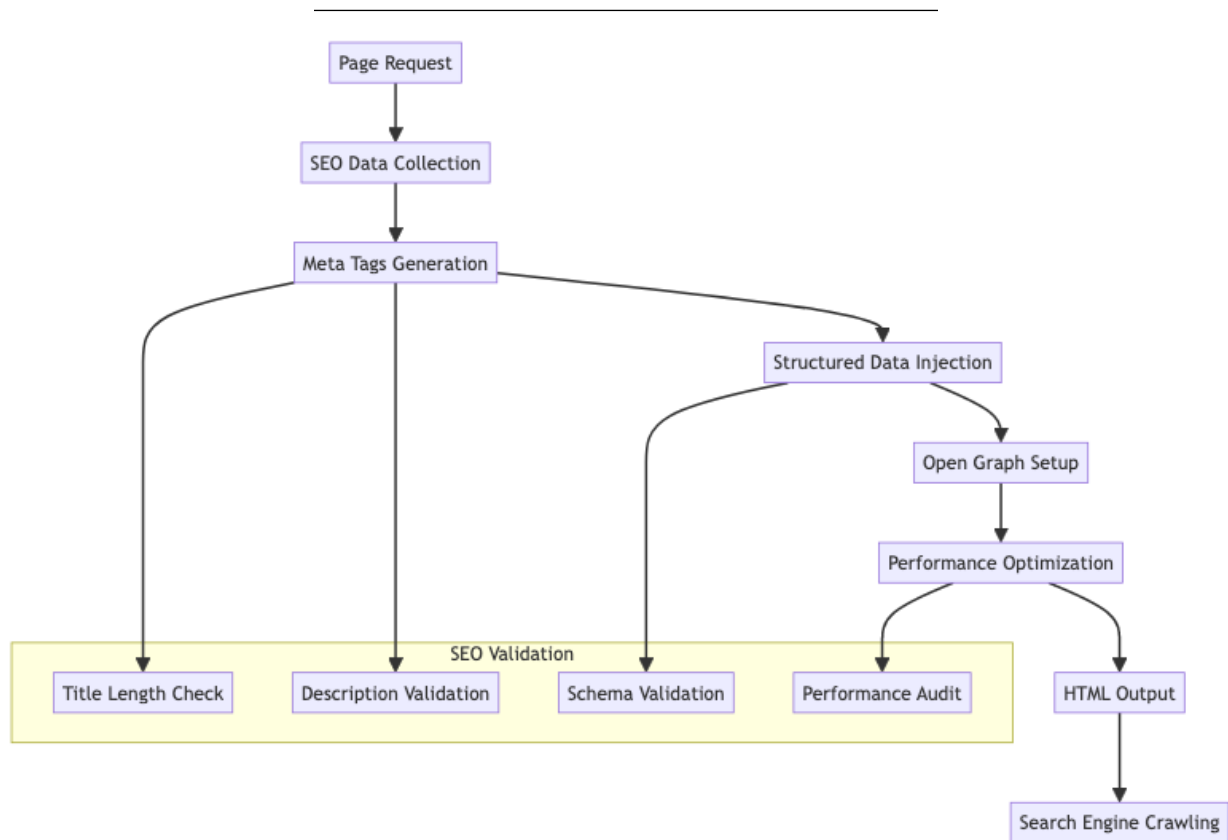 Page Request
SEO Data Collection
Meta Tags Generation
Structured Data Injection
Open Graph Setup
Performance Optimization
SEO Validation
Title Length Check
Description Validation
Schema Validation
Performance Audit
HTML Output
Search Engine Crawling